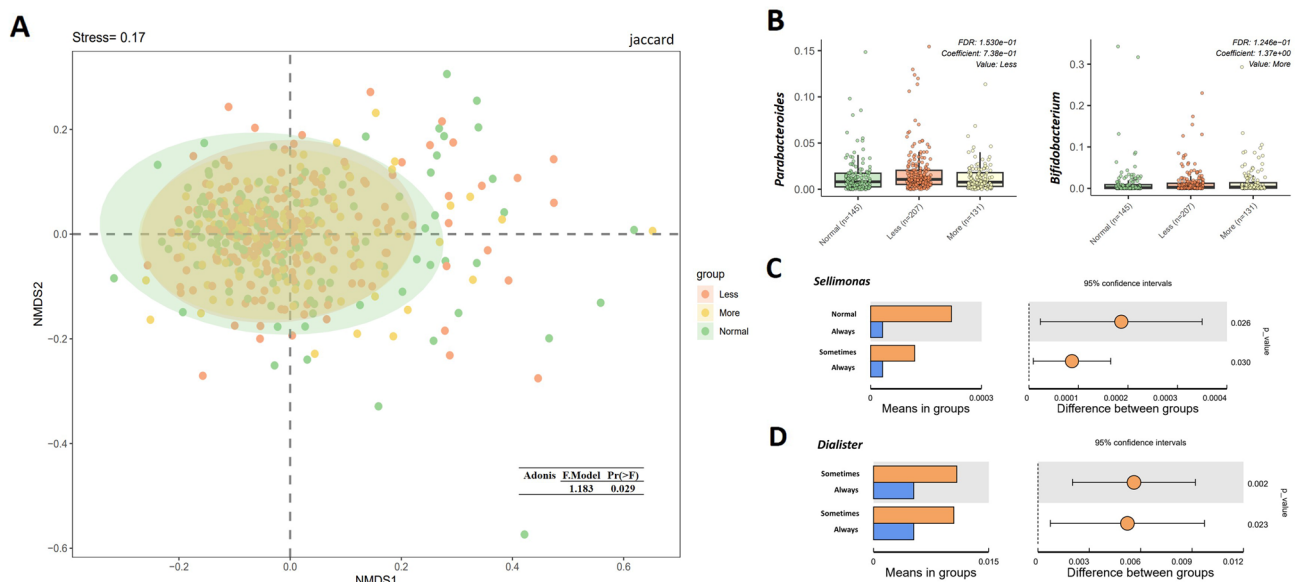 A
Stress= 0.17
jaccard
0.2
0.0
−0.2
−0.4
−0.6
NMDS2
−0.2
0.0
0.2
0.4
0.6
NMDS1
group
Less
More
Normal
Adonis F.Model Pr(>F)
1.183 0.029
B
FDR: 1.530e−01
Coefficient: 7.38e−01
Value: Less
0.15
0.10
0.05
0.00
Parabacteroides
Normal (n=145)
Less (n=207)
More (n=131)
FDR: 1.246e−01
Coefficient: 1.37e+00
Value: More
0.3
0.2
0.1
0.0
Bifidobacterium
Normal (n=145)
Less (n=207)
More (n=131)
C
Sellimonas
95% confidence intervals
Normal
Always
Sometimes
Always
0.026
0.030
p_value
0 0.0003
Means in groups
0 0.0001 0.0002 0.0003 0.0004
Difference between groups
D
Dialister
95% confidence intervals
Sometimes
Always
Sometimes
Always
0.002
0.023
p_value
0 0.015
Means in groups
0 0.003 0.006 0.009 0.012
Difference between groups